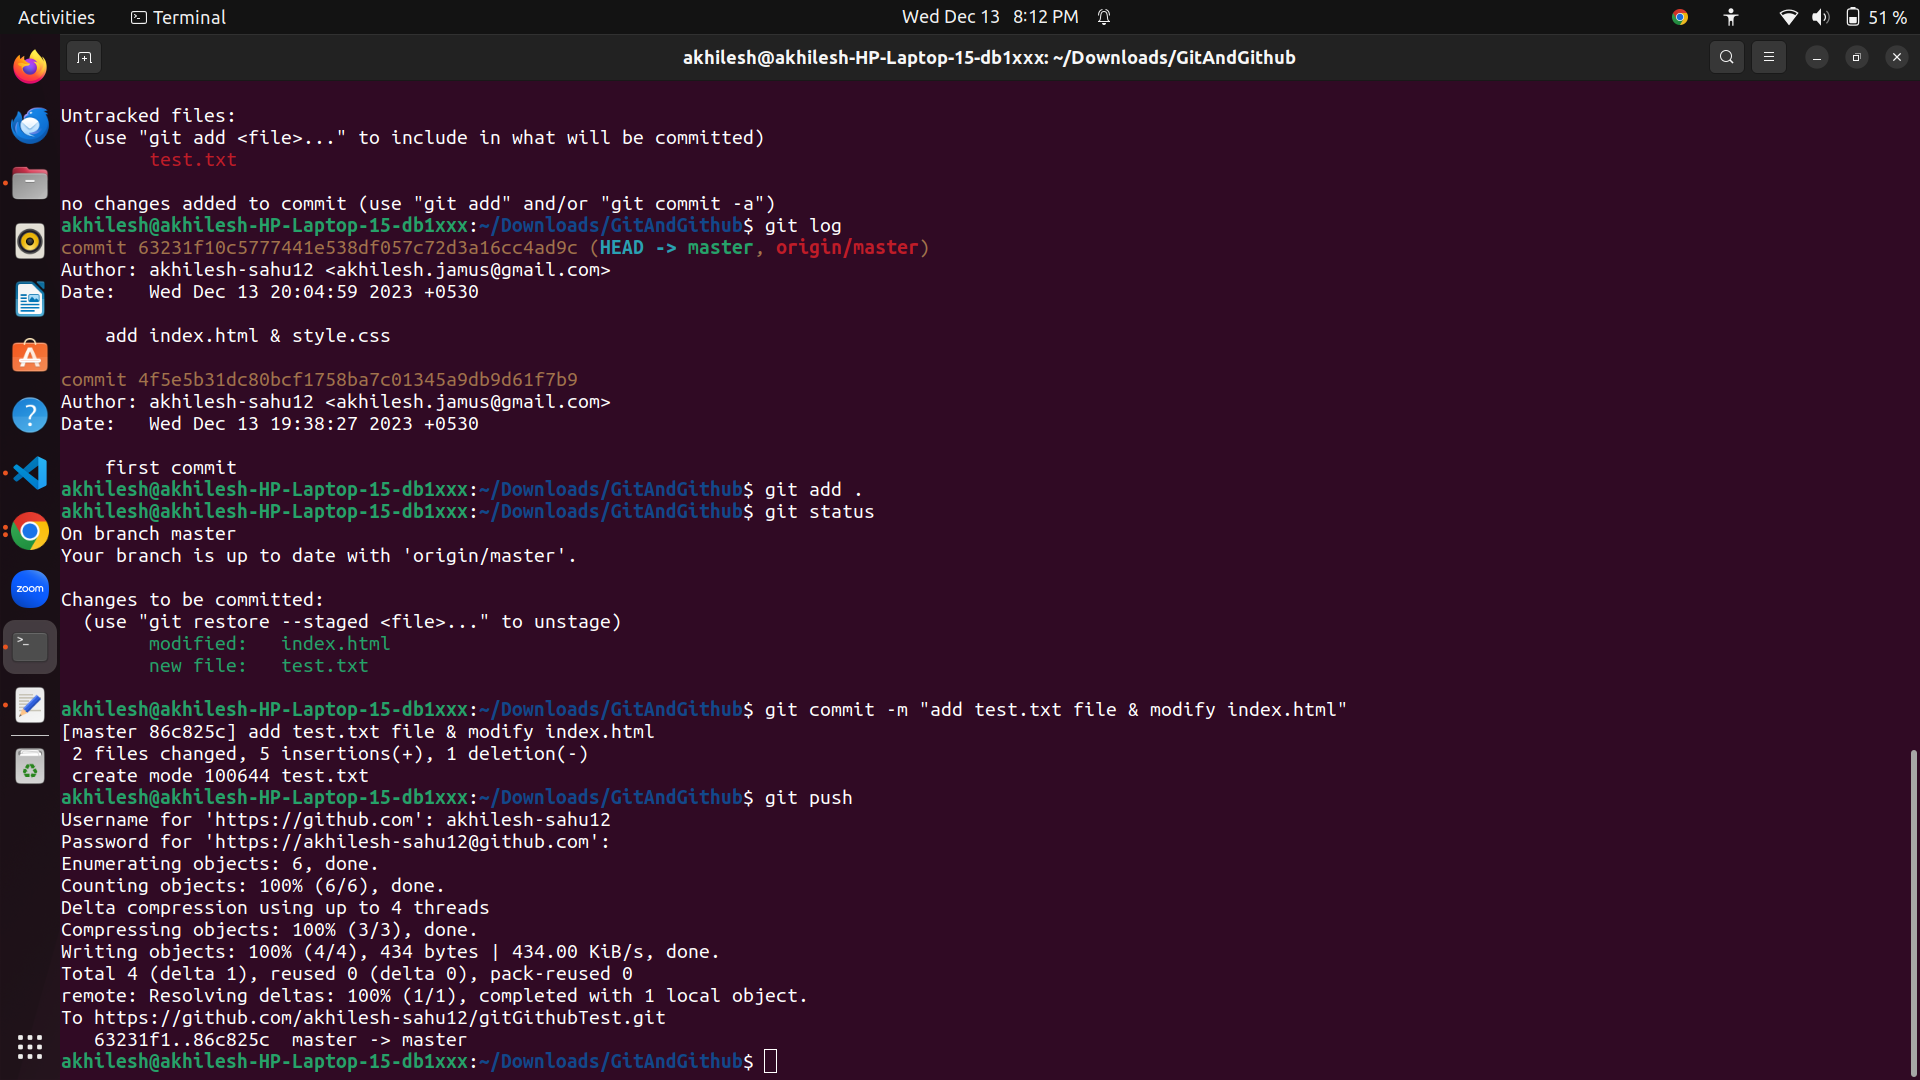 Activities
Terminal
Wed Dec 13 8:12 PM
51 %
akhilesh@akhilesh-HP-Laptop-15-db1xxx: ~/Downloads/GitAndGithub
Untracked files:
(use "git add <file>..." to include in what will be committed)
test.txt
no changes added to commit (use "git add" and/or "git commit -a")
akhilesh@akhilesh-HP-Laptop-15-db1xxx:~/Downloads/GitAndGithub$ git log
commit 63231f10c5777441e538df057c72d3a16cc4ad9c (HEAD -> master, origin/master)
Author: akhilesh-sahu12 <akhilesh.jamus@gmail.com>
Date:   Wed Dec 13 20:04:59 2023 +0530
add index.html & style.css
commit 4f5e5b31dc80bcf1758ba7c01345a9db9d61f7b9
Author: akhilesh-sahu12 <akhilesh.jamus@gmail.com>
Date:   Wed Dec 13 19:38:27 2023 +0530
first commit
akhilesh@akhilesh-HP-Laptop-15-db1xxx:~/Downloads/GitAndGithub$ git add .
akhilesh@akhilesh-HP-Laptop-15-db1xxx:~/Downloads/GitAndGithub$ git status
On branch master
Your branch is up to date with 'origin/master'.
Changes to be committed:
(use "git restore --staged <file>..." to unstage)
modified:   index.html
new file:   test.txt
akhilesh@akhilesh-HP-Laptop-15-db1xxx:~/Downloads/GitAndGithub$ git commit -m "add test.txt file & modify index.html"
[master 86c825c] add test.txt file & modify index.html
2 files changed, 5 insertions(+), 1 deletion(-)
create mode 100644 test.txt
akhilesh@akhilesh-HP-Laptop-15-db1xxx:~/Downloads/GitAndGithub$ git push
Username for 'https://github.com': akhilesh-sahu12
Password for 'https://akhilesh-sahu12@github.com':
Enumerating objects: 6, done.
Counting objects: 100% (6/6), done.
Delta compression using up to 4 threads
Compressing objects: 100% (3/3), done.
Writing objects: 100% (4/4), 434 bytes | 434.00 KiB/s, done.
Total 4 (delta 1), reused 0 (delta 0), pack-reused 0
remote: Resolving deltas: 100% (1/1), completed with 1 local object.
To https://github.com/akhilesh-sahu12/gitGithubTest.git
63231f1..86c825c  master -> master
akhilesh@akhilesh-HP-Laptop-15-db1xxx:~/Downloads/GitAndGithub$
zoom